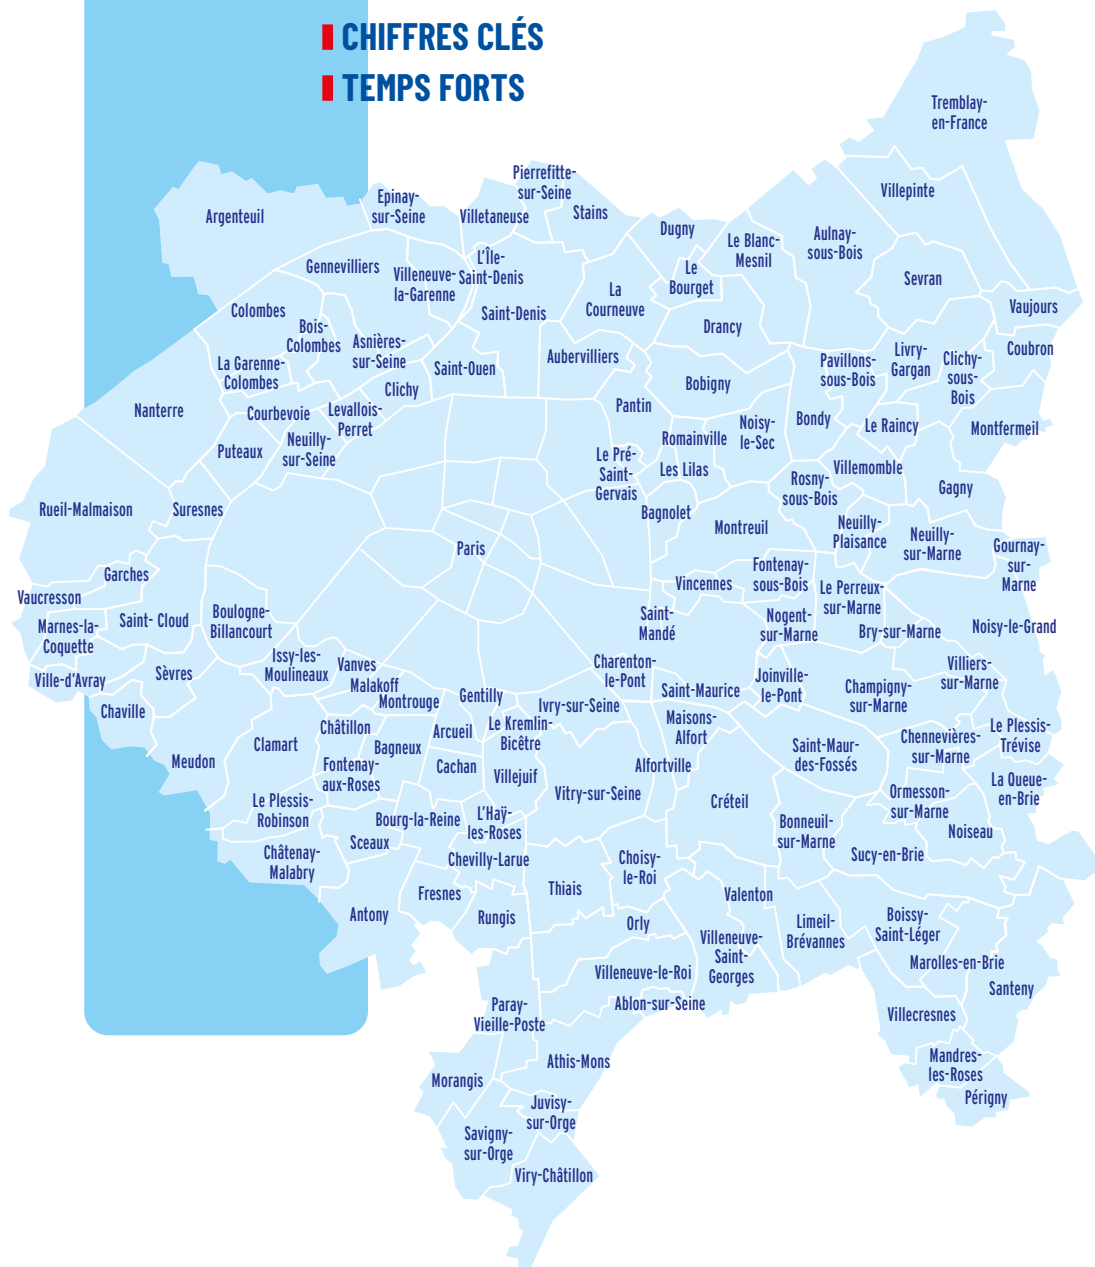 CHIFFRES CLÉS
TEMPS FORTS
Tremblay-
en-France
Pierrefitte-
sur-Seine
Epinay-
sur-Seine
Villetaneuse
Stains
Argenteuil
Villepinte
Dugny
Le Blanc-
Mesnil
Aulnay-
sous-Bois
Gennevilliers
Villeneuve-
la-Garenne
L'Île-
Saint-Denis
Le
Bourget
Sevran
La
Courneuve
Colombes
Saint-Denis
Vaujours
Bois-
Colombes
Asnières-
sur-Seine
Drancy
La Garenne-
Colombes
Saint-Ouen
Aubervilliers
Pavillons-
sous-Bois
Livry-
Gargan
Clichy-
sous-
Bois
Coubron
Clichy
Bobigny
Nanterre
Courbevoie
Levallois-
Perret
Pantin
Noisy-
le-Sec
Bondy
Le Raincy
Montfermeil
Puteaux
Neuilly-
sur-Seine
Romainville
Le Pré-
Saint-
Gervais
Les Lilas
Rosny-
sous-Bois
Villemomble
Gagny
Rueil-Malmaison
Suresnes
Bagnolet
Montreuil
Neuilly-
Plaisance
Neuilly-
sur-Marne
Gournay-
sur-
Marne
Paris
Garches
Vincennes
Fontenay-
sous-Bois
Le Perreux-
sur-Marne
Vaucresson
Marnes-la-
Coquette
Saint- Cloud
Boulogne-
Billancourt
Saint-
Mandé
Nogent-
sur-Marne
Bry-sur-Marne
Noisy-le-Grand
Ville-d'Avray
Sèvres
Issy-les-
Moulineaux
Vanves
Malakoff
Montrouge
Gentilly
Charenton-
le-Pont
Saint-Maurice
Joinville-
le-Pont
Champigny-
sur-Marne
Villiers-
sur-Marne
Chaville
Ivry-sur-Seine
Châtillon
Arcueil
Le Kremlin-
Bicêtre
Maisons-
Alfort
Le Plessis-
Trévise
Clamart
Bagneux
Saint-Maur-
des-Fossés
Chennevières-
sur-Marne
Meudon
Fontenay-
aux-Roses
Cachan
Villejuif
Alfortville
La Queue-
en-Brie
Vitry-sur-Seine
Créteil
Ormesson-
sur-Marne
Le Plessis-
Robinson
Bourg-la-Reine
L'Haÿ-
les-Roses
Bonneuil-
sur-Marne
Noiseau
Sceaux
Châtenay-
Malabry
Chevilly-Larue
Choisy-
le-Roi
Sucy-en-Brie
Fresnes
Thiais
Valenton
Antony
Rungis
Orly
Limeil-
Brévannes
Boissy-
Saint-Léger
Villeneuve-
Saint-
Georges
Marolles-en-Brie
Villeneuve-le-Roi
Santeny
Paray-
Vieille-Poste
Ablon-sur-Seine
Villecresnes
Athis-Mons
Mandres-
les-Roses
Morangis
Périgny
Juvisy-
sur-Orge
Savigny-
sur-Orge
Viry-Châtillon